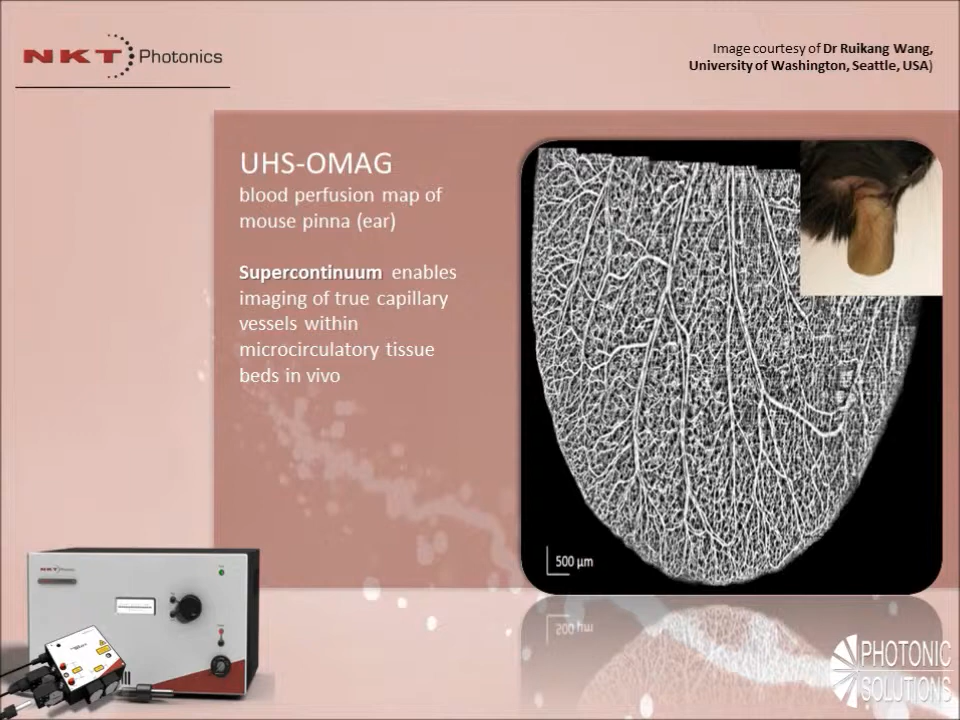 NKT Photonics
Image courtesy of Dr Ruikang Wang,
University of Washington, Seattle, USA)
UHS-OMAG
blood perfusion map of
mouse pinna (ear)
Supercontinuum enables
imaging of true capillary
vessels within
microcirculatory tissue
beds in vivo
500 µm
NKT Photonics
PHOTONIC
SOLUTIONS